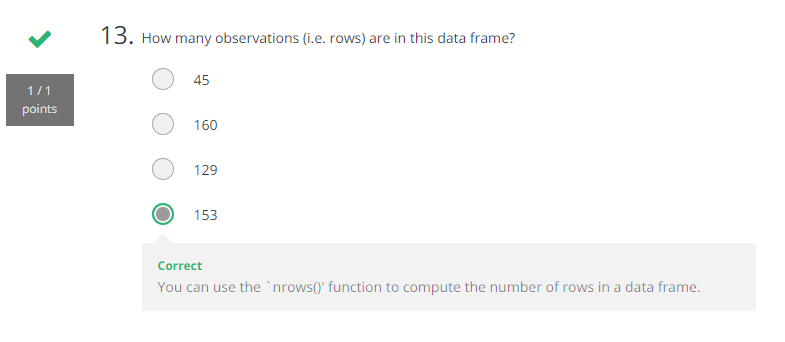 13. How many observations (i.e. rows) are in this data frame?
1 / 1
points
45
160
129
153
Correct
You can use the `nrows()' function to compute the number of rows in a data frame.